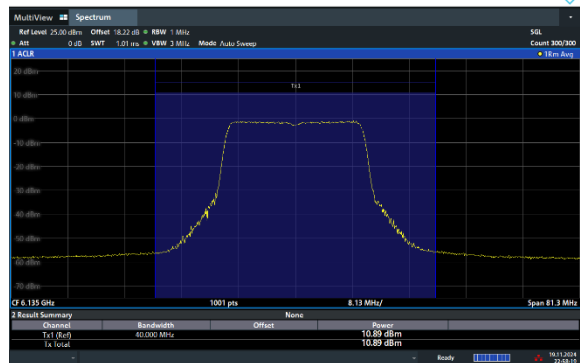 MultiView Spectrum
Ref Level 25.00 dBm Offset 18.22 dB RBW 1 MHz SGL
Att 0 dB SWT 1.01 ms VBW 3 MHz Mode Auto Sweep Count 300/300
1 ACLR 1Rm Avg
20 dBm
Tx1
10 dBm
0 dBm
-10 dBm
-20 dBm
-30 dBm
-40 dBm
-50 dBm
-60 dBm
-70 dBm
CF 6.135 GHz 1001 pts 8.13 MHz/ Span 81.3 MHz
2 Result Summary None
Channel Bandwidth Offset Power
Tx1 (Ref) 40.000 MHz 10.89 dBm
Tx Total 10.89 dBm
Ready 19.11.2024
22:58:19